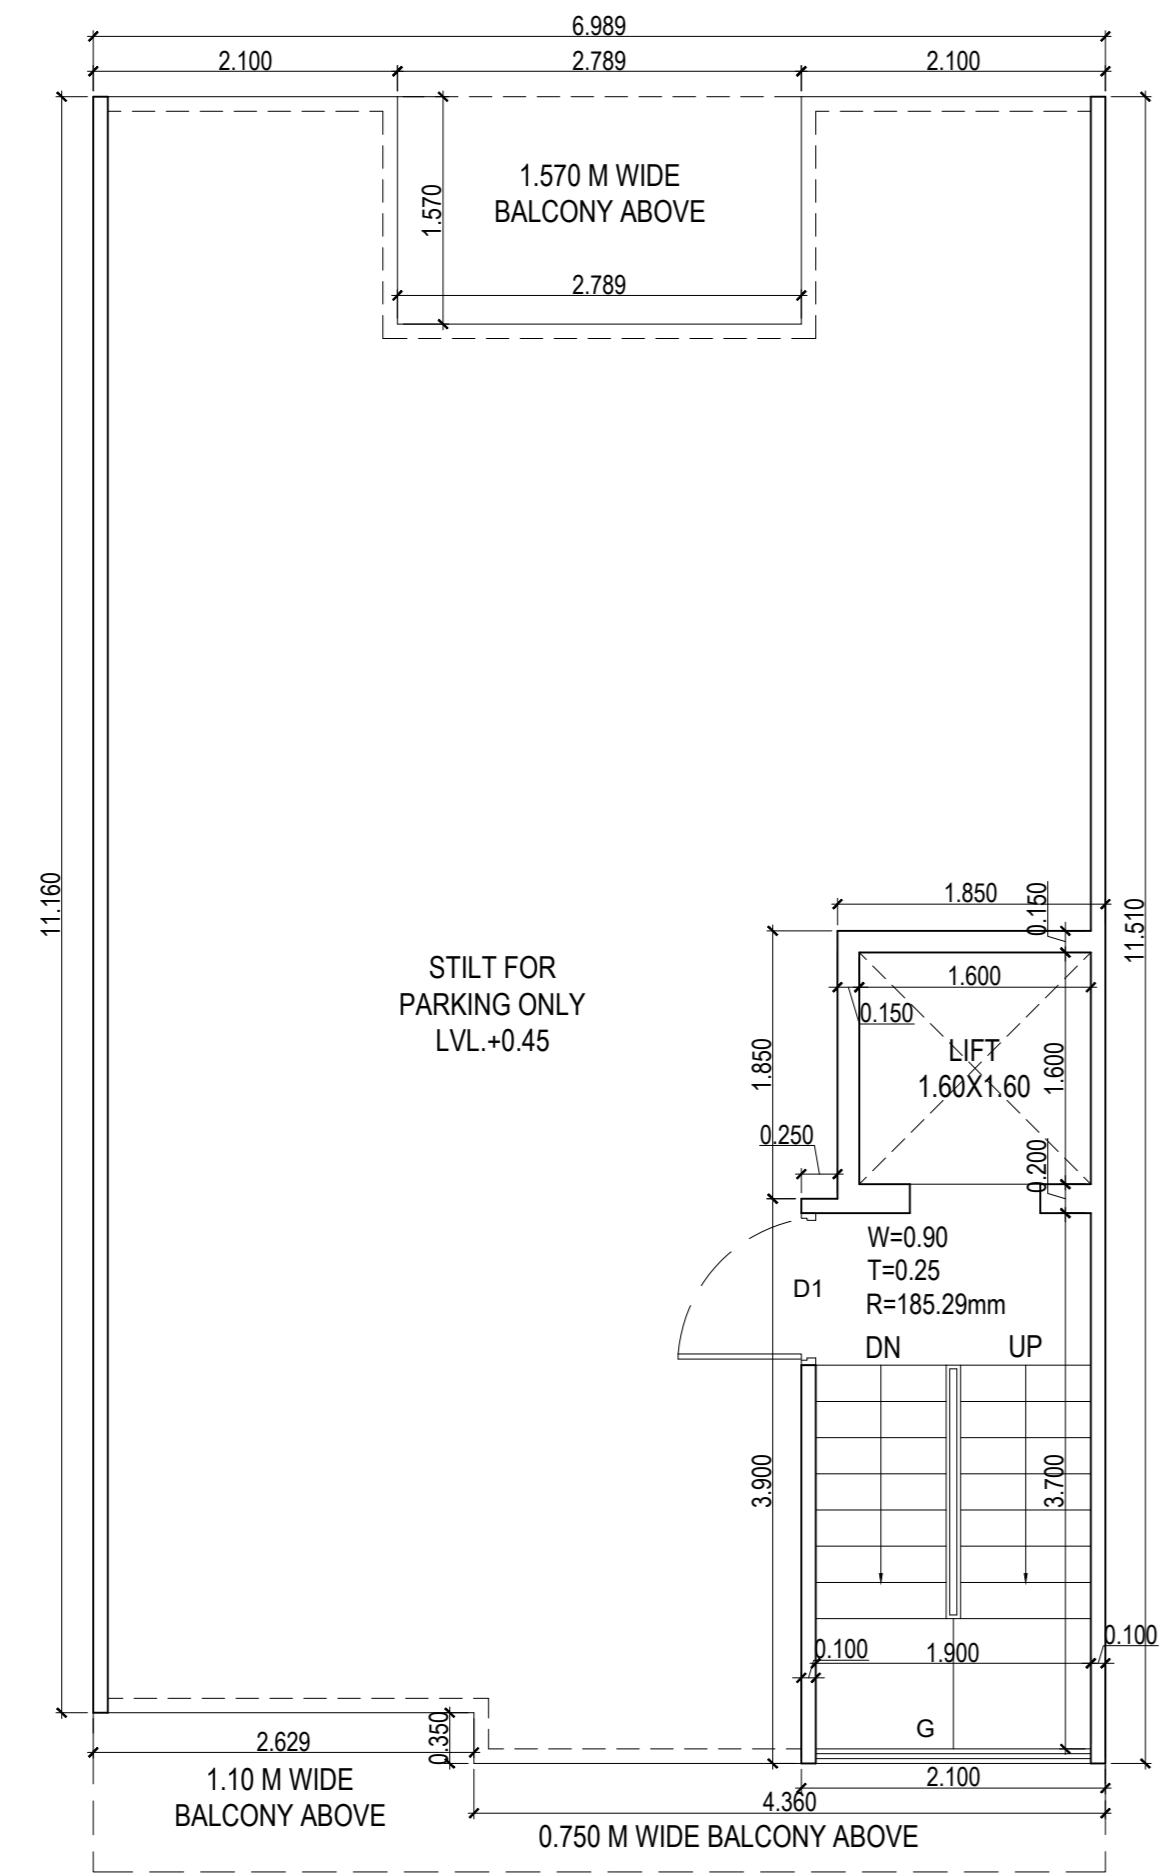 6.989
2.100
2.789
2.100
1.570 M WIDE
BALCONY ABOVE
1.570
2.789
11.160
11.510
1.850
0.150
STILT FOR
PARKING ONLY
LVL.+0.45
1.600
0.150
LIFT
1.60X1.60
1.850
1.600
0.250
0.200
W=0.90
T=0.25
R=185.29mm
D1
DN
UP
3.900
3.700
0.100
1.900
0.100
G
0.350
2.629
2.100
1.10 M WIDE
BALCONY ABOVE
4.360
0.750 M WIDE BALCONY ABOVE